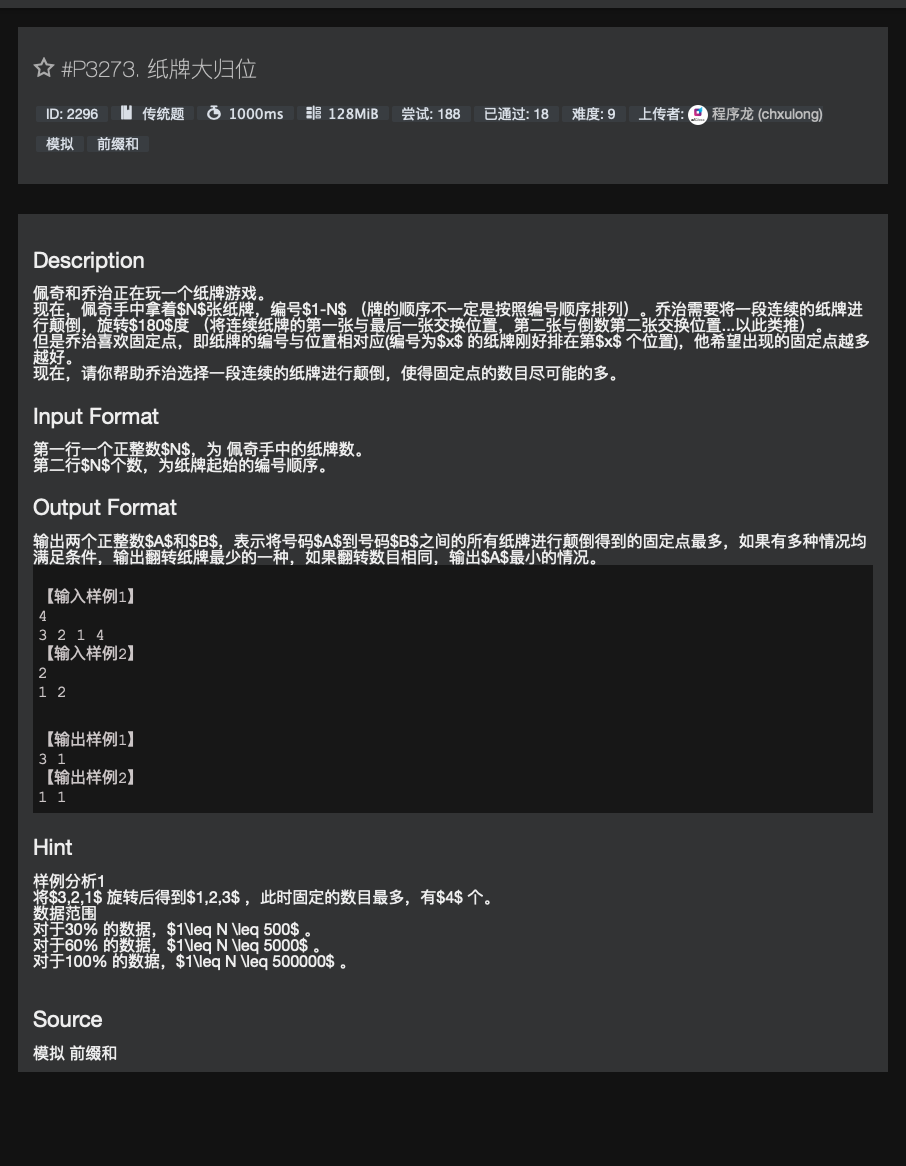 ☆ #P3273. 纸牌大归位
ID: 2296 传统题 1000ms 128MiB 尝试: 188 已通过: 18 难度: 9 上传者: 程序龙 (chxulong)
模拟 前缀和
Description
佩奇和乔治正在玩一个纸牌游戏。
现在，佩奇手中拿着$N$张纸牌，编号$1-N$ （牌的顺序不一定是按照编号顺序排列）。乔治需要将一段连续的纸牌进
行颠倒，旋转$180$度 （将连续纸牌的第一张与最后一张交换位置，第二张与倒数第二张交换位置...以此类推）。
但是乔治喜欢固定点，即纸牌的编号与位置相对应(编号为$x$ 的纸牌刚好排在第$x$ 个位置)，他希望出现的固定点越多
越好。
现在，请你帮助乔治选择一段连续的纸牌进行颠倒，使得固定点的数目尽可能的多。
Input Format
第一行一个正整数$N$，为 佩奇手中的纸牌数。
第二行$N$个数，为纸牌起始的编号顺序。
Output Format
输出两个正整数$A$和$B$，表示将号码$A$到号码$B$之间的所有纸牌进行颠倒得到的固定点最多，如果有多种情况均
满足条件，输出翻转纸牌最少的一种，如果翻转数目相同，输出$A$最小的情况。
【输入样例1】
4
3 2 1 4
【输入样例2】
2
1 2
【输出样例1】
3 1
【输出样例2】
1 1
Hint
样例分析1
将$3,2,1$ 旋转后得到$1,2,3$ ，此时固定的数目最多，有$4$ 个。
数据范围
对于30% 的数据，$1\leq N \leq 500$ 。
对于60% 的数据，$1\leq N \leq 5000$ 。
对于100% 的数据，$1\leq N \leq 500000$ 。
Source
模拟 前缀和